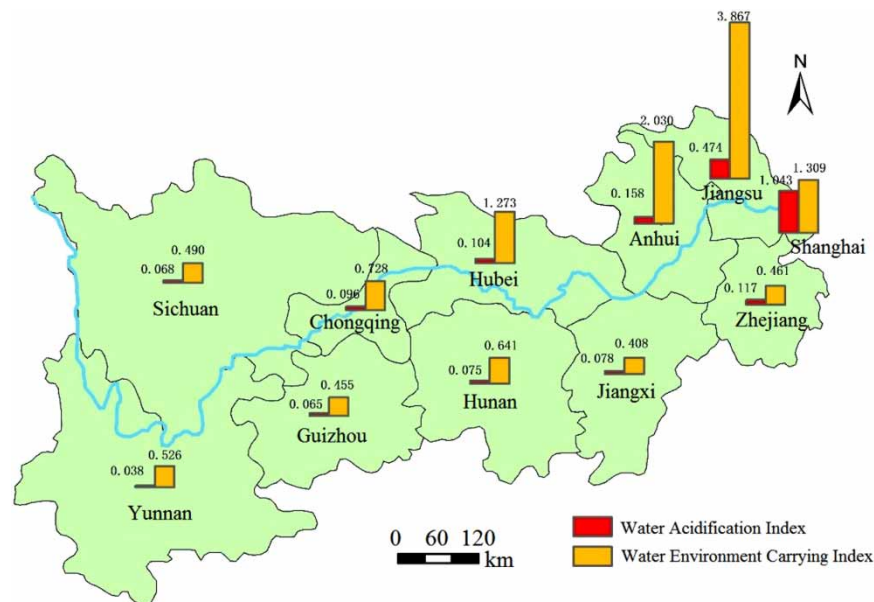 3.867
N
2.030
0.474
1.043
1.309
Jiangsu
0.158
1.273
Anhui
Shanghai
0.104
0.490
0.728
Hubei
0.461
0.068
0.096
0.117
Sichuan
Chongqing
Zhejiang
0.641
0.408
0.075
0.078
0.455
Hunan
Jiangxi
0.065
Guizhou
0.526
0.038
Yunnan
0 60 120
km
Water Acidification Index
Water Environment Carrying Index